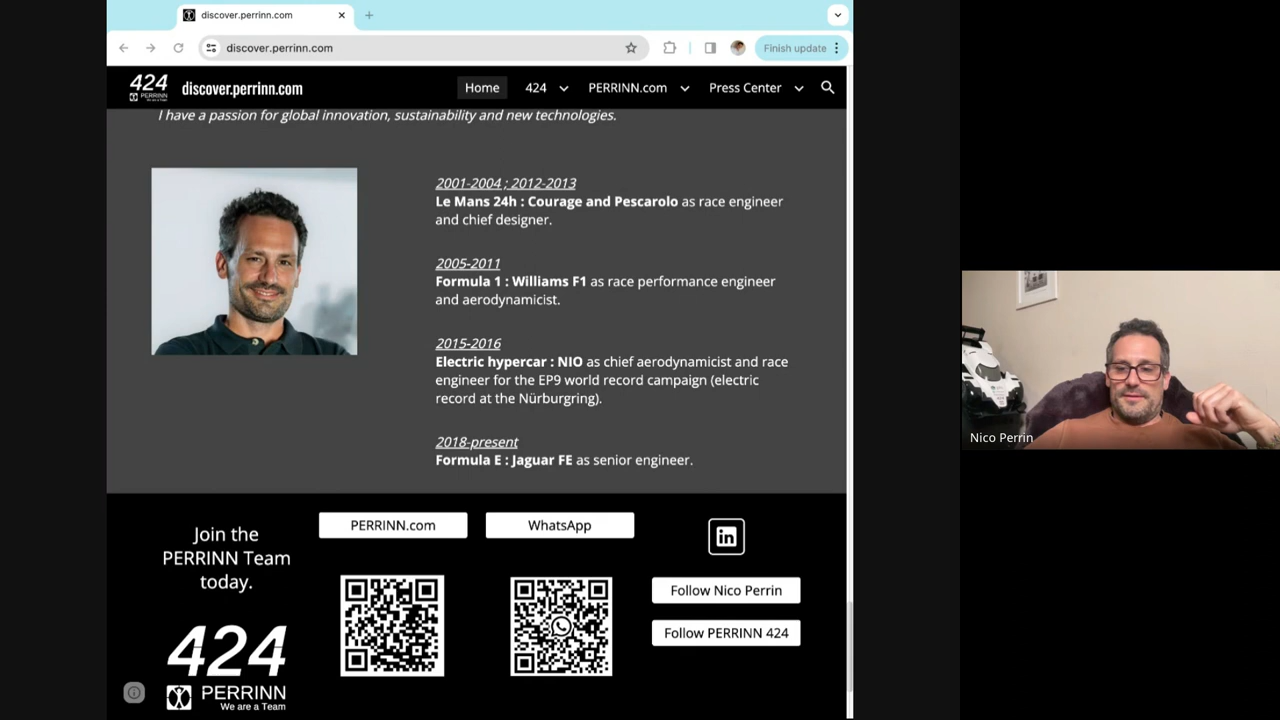 discover.perrinn.com
discover.perrinn.com
Finish update
424
PERRINN
We are a Team
discover.perrinn.com
Home
424
PERRINN.com
Press Center
I have a passion for global innovation, sustainability and new technologies.
2001-2004 ; 2012-2013
Le Mans 24h : Courage and Pescarolo as race engineer
and chief designer.
2005-2011
Formula 1 : Williams F1 as race performance engineer
and aerodynamicist.
2015-2016
Electric hypercar : NIO as chief aerodynamicist and race
engineer for the EP9 world record campaign (electric
record at the Nürburgring).
2018-present
Formula E : Jaguar FE as senior engineer.
Join the
PERRINN Team
today.
424
PERRINN
We are a Team
PERRINN.com
WhatsApp
in
Follow Nico Perrin
Follow PERRINN 424
Nico Perrin